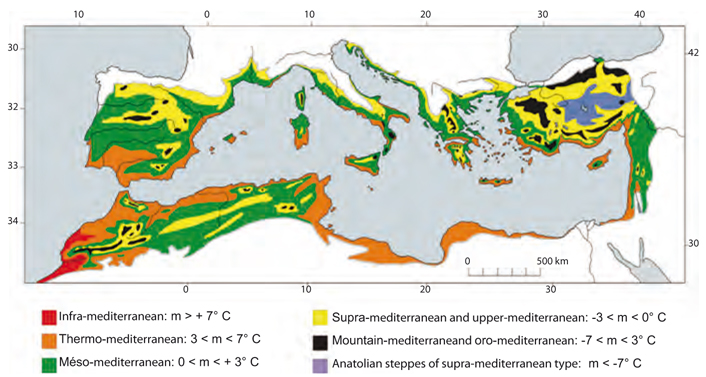 10 0 10 20 30 40
30
32
33
34
42
30
0 500 km
0 10 20 30
Infra-mediterranean: m > + 7° C
Thermo-mediterranean: 3 < m < 7° C
Méso-mediterranean: 0 < m < + 3° C
Supra-mediterranean and upper-mediterranean: -3 < m < 0° C
Mountain-mediterraneand oro-mediterranean: -7 < m < 3° C
Anatolian steppes of supra-mediterranean type: m < -7° C